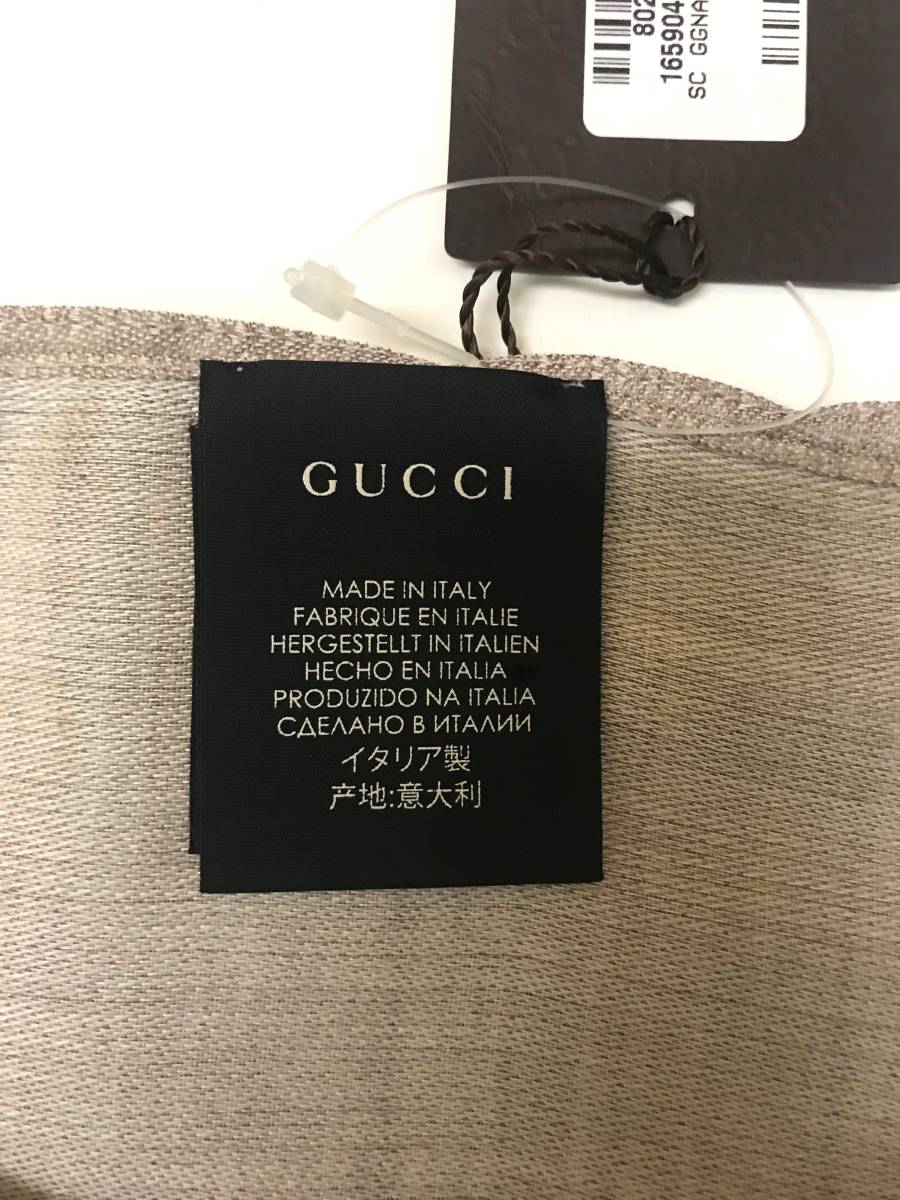 802
165904
SC GGNA
GUCCI
MADE IN ITALY
FABRIQUE EN ITALIE
HERGESTELLT IN ITALIEN
HECHO EN ITALIA
PRODUZIDO NA ITALIA
СДЕЛАНО В ИТАЛИИ
イタリア製
产地:意大利